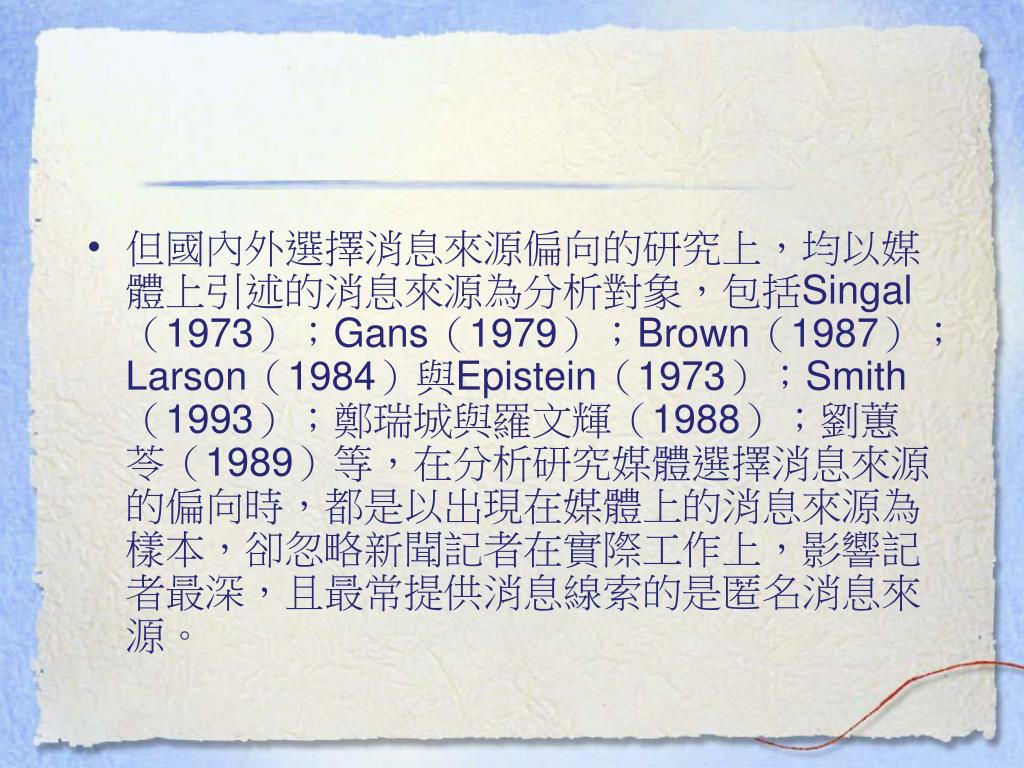 • 但國內外選擇消息來源偏向的研究上，均以媒
體上引述的消息來源為分析對象，包括Singal
（1973）；Gans（1979）；Brown（1987）；
Larson（1984）與Epistein（1973）；Smith
（1993）；鄭瑞城與羅文輝（1988）；劉蕙
苓（1989）等，在分析研究媒體選擇消息來源
的偏向時，都是以出現在媒體上的消息來源為
樣本，卻忽略新聞記者在實際工作上，影響記
者最深，且最常提供消息線索的是匿名消息來
源。